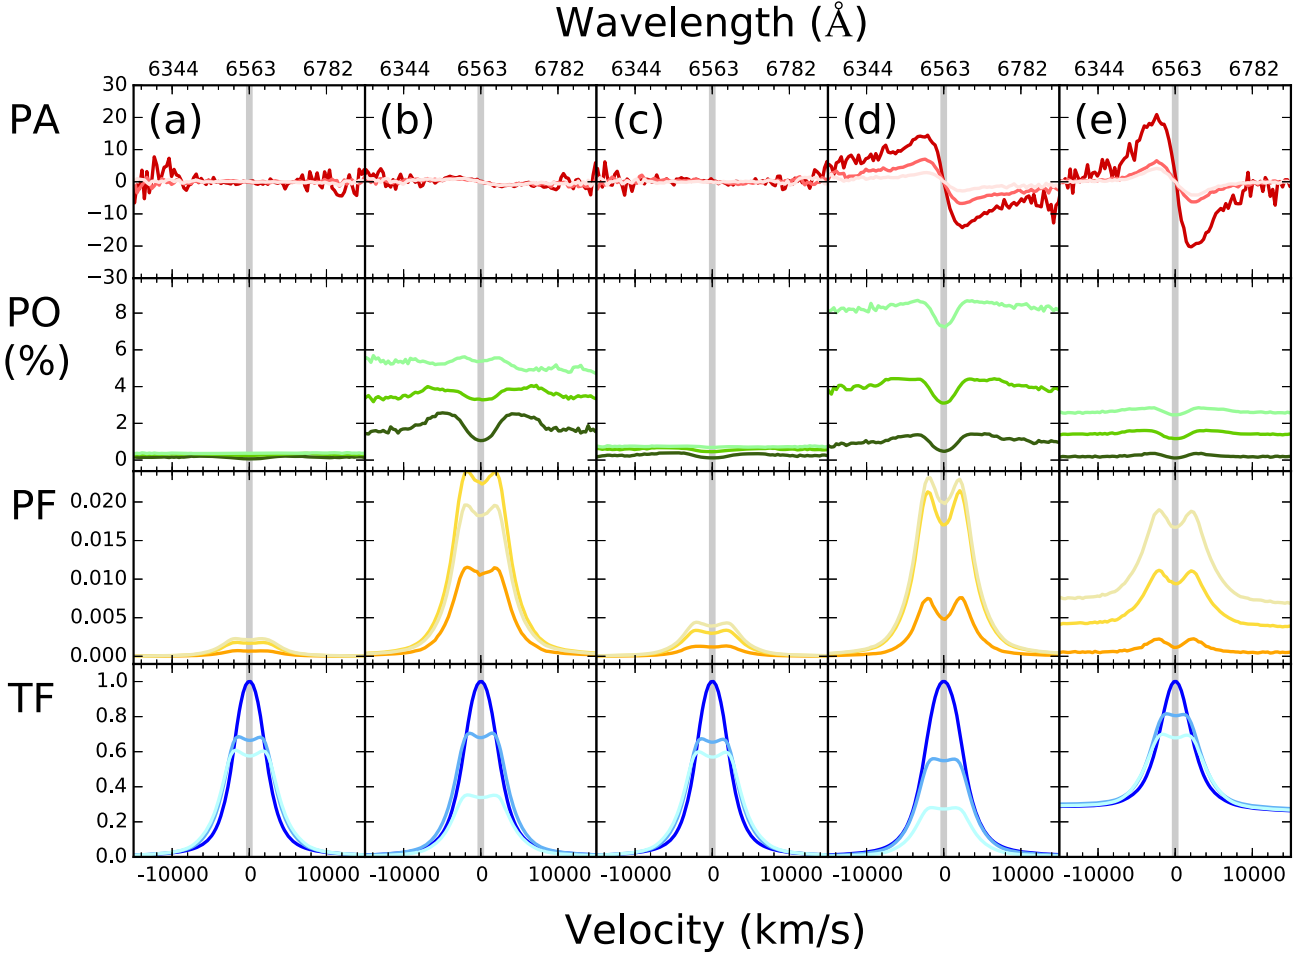 Wavelength (Å)
6344 6563 6782 6344 6563 6782 6344 6563 6782 6344 6563 6782 6344 6563 6782
PA
30
20
10
0
−10
−20
−30
(a) (b) (c) (d) (e)
PO
(%)
8
6
4
2
0
PF
0.020
0.015
0.010
0.005
0.000
TF
1.0
0.8
0.6
0.4
0.2
0.0
-10000 0 10000 -10000 0 10000 -10000 0 10000 -10000 0 10000 -10000 0 10000
Velocity (km/s)